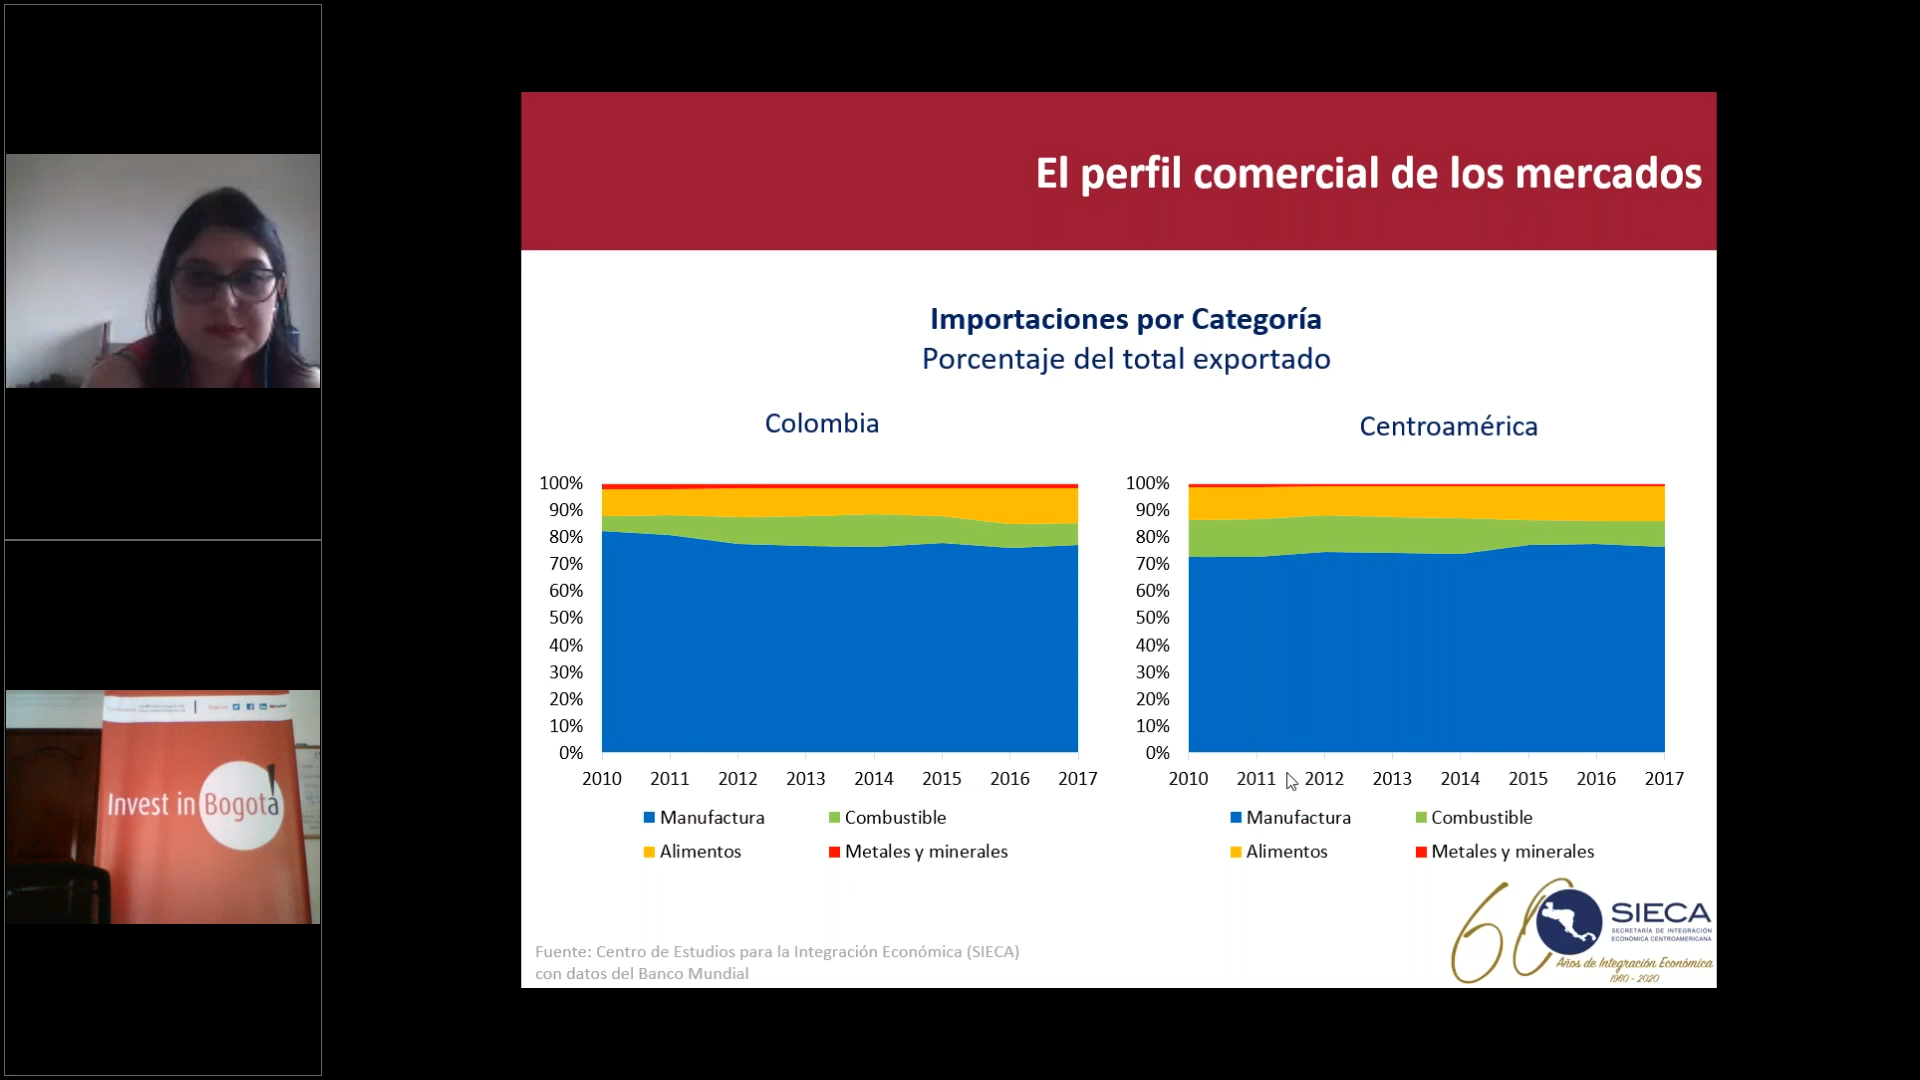 El perfil comercial de los mercados
Importaciones por Categoría
Porcentaje del total exportado
Colombia
100%
90%
80%
70%
60%
50%
40%
30%
20%
10%
0%
2010 2011 2012 2013 2014 2015 2016 2017
Manufactura Combustible
Alimentos Metales y minerales
Centroamérica
100%
90%
80%
70%
60%
50%
40%
30%
20%
10%
0%
2010 2011 2012 2013 2014 2015 2016 2017
Manufactura Combustible
Alimentos Metales y minerales
Fuente: Centro de Estudios para la Integración Económica (SIECA)
con datos del Banco Mundial
60
SIECA
SECRETARÍA DE INTEGRACIÓN
ECONÓMICA CENTROAMERICANA
Años de Integración Económica
1960 - 2020
Invest in Bogotá